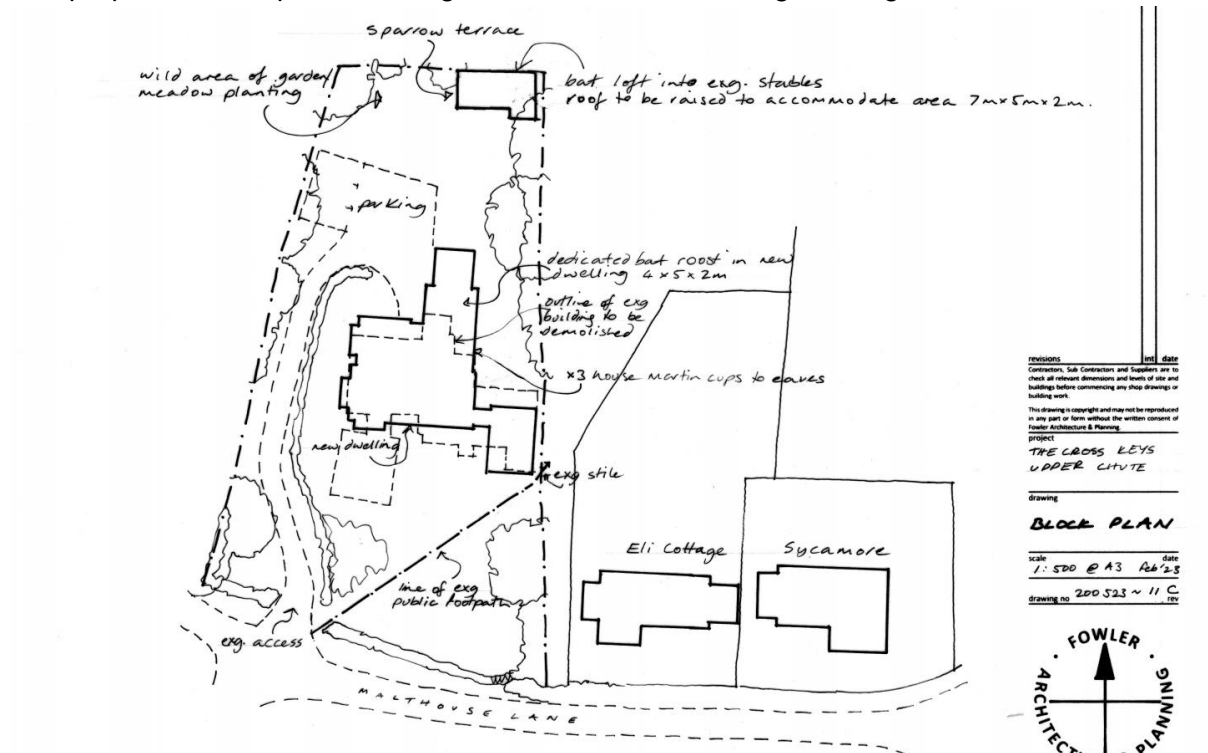 sparrow terrace
wild area of garden/
meadow planting
bat loft into exg. stables
roof to be raised to accommodate area 7m x 5m x 2m.
parking
dedicated bat roost in new
dwelling 4 x 5 x 2m
outline of exg
building to be
demolished
x3 house martin cups to eaves
new dwelling
exg stile
Eli Cottage
Sycamore
line of exg
public footpath
exg. access
MALTHOUSE LANE
revisions int date
Contractors, Sub Contractors and Suppliers are to
check all relevant dimensions and levels of site and
buildings before commencing any shop drawings or
building work.
This drawing is copyright and may not be reproduced
in any part or form without the written consent of
Fowler Architecture & Planning.
project
THE CROSS KEYS
UPPER CHUTE
drawing
BLOCK PLAN
scale date
1:500 @ A3 Feb'23
drawing no 200523 ~ 11 C
rev
FOWLER